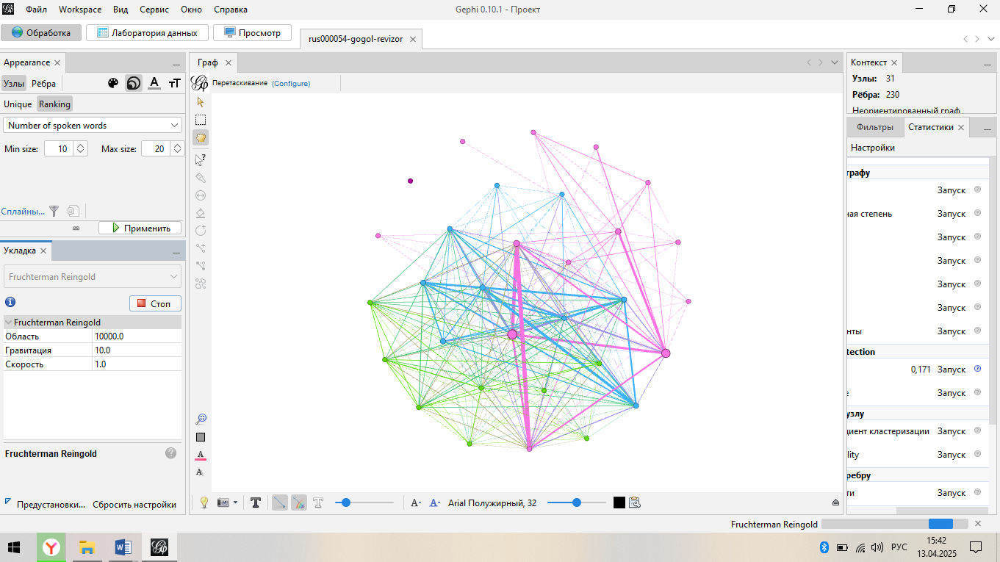 Файл Workspace Вид Сервис Окно Справка Gephi 0.10.1 - Проект
Обработка Лаборатория данных Просмотр rus000054-gogol-revizor
Appearance
Узлы Рёбра
Unique Ranking
Number of spoken words
Min size: 10 Max size: 20
Сплайны...
Применить
Укладка
Fruchterman Reingold
Стоп
Fruchterman Reingold
Область 10000.0
Гравитация 10.0
Скорость 1.0
Fruchterman Reingold
Предустановки... Сбросить настройки
Граф
Перетаскивание (Configure)
Arial Полужирный, 32
Контекст
Узлы: 31
Рёбра: 230
Неориентированный граф
Фильтры Статистики
Настройки
графу
Запуск
ная степень Запуск
Запуск
Запуск
Запуск
Запуск
нты Запуск
tection
0,171 Запуск
е Запуск
узлу
циент кластеризации Запуск
lity Запуск
ребру
ти Запуск
Fruchterman Reingold
РУС
15:42
13.04.2025